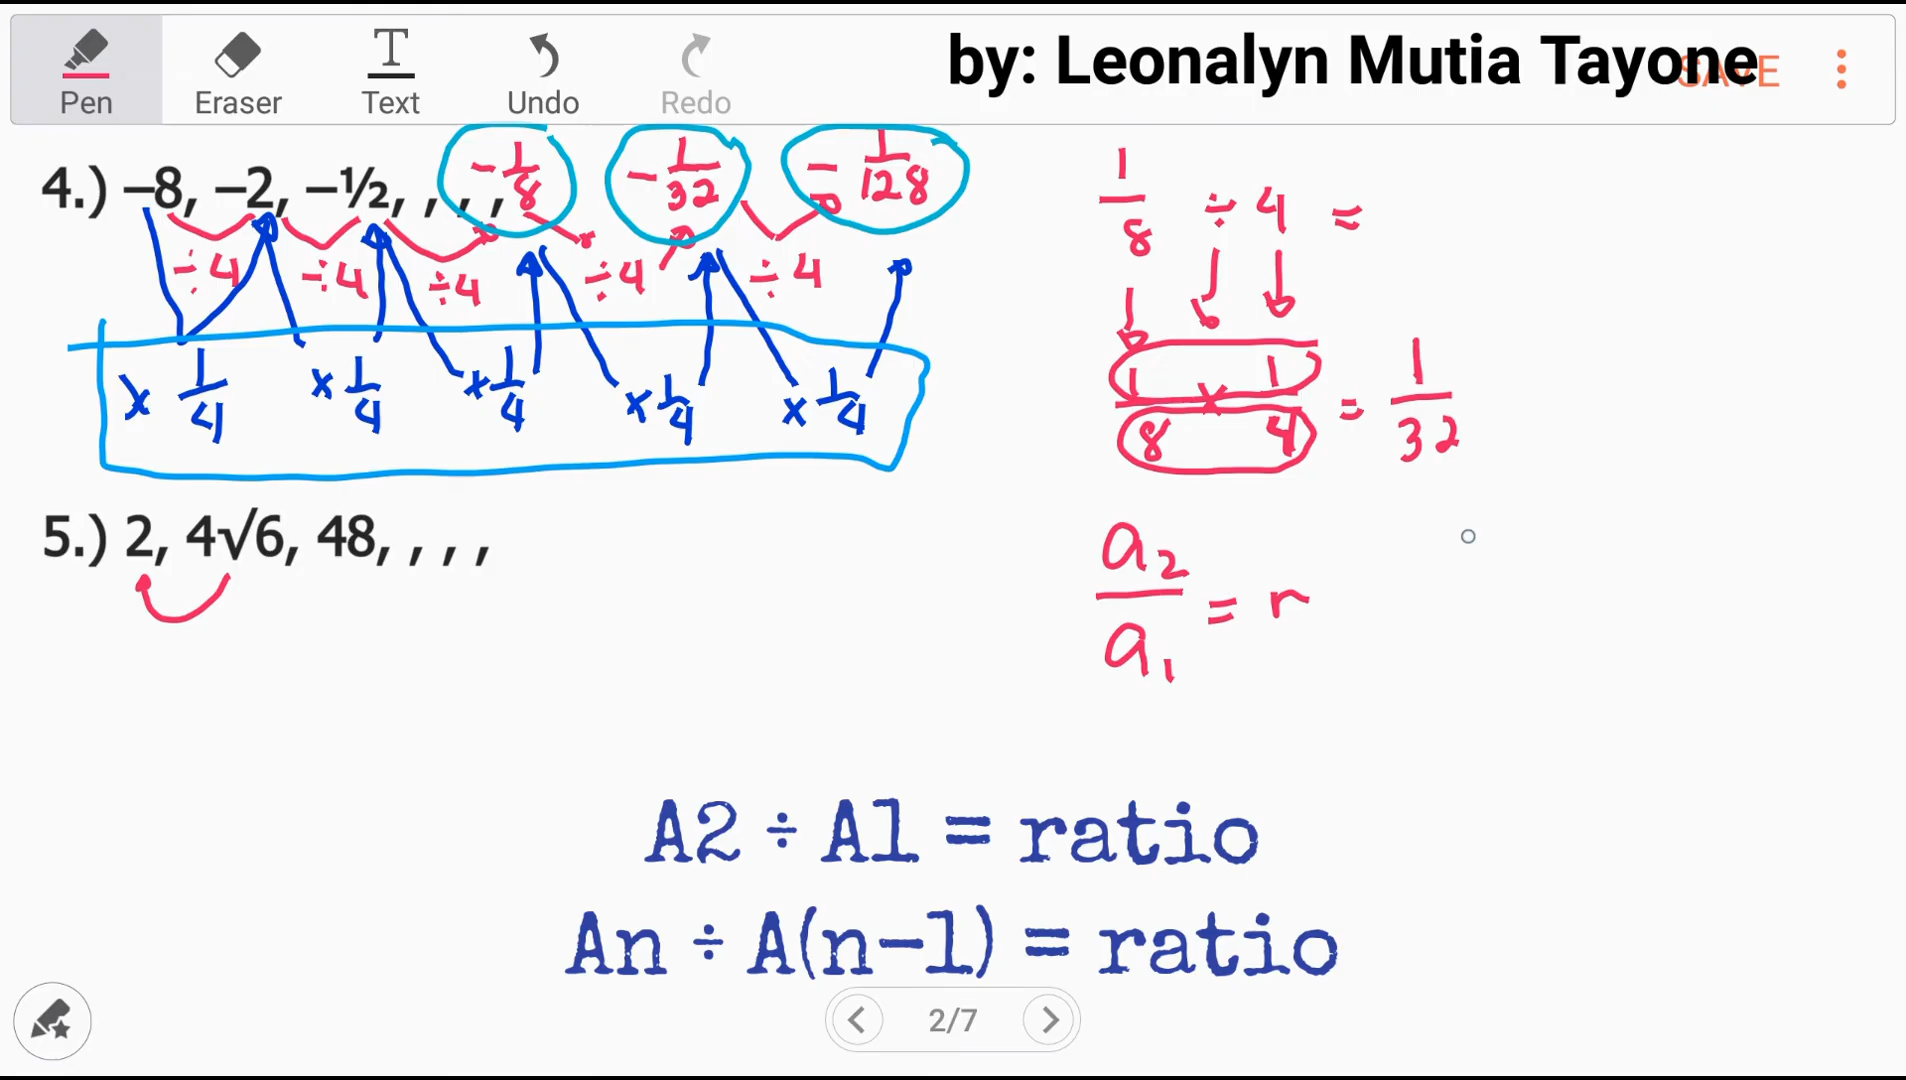 Pen Eraser Text Undo Redo by: Leonalyn Mutia Tayone SAVE
4.) –8, –2, –½, , , , -1/8 -1/32 -1/128
÷4 ÷4 ÷4 ÷4 ÷4
x 1/4 x 1/4 x 1/4 x 1/4 x 1/4
1/8 ÷ 4 =
1 x 1 / 8 4 = 1/32
5.) 2, 4√6, 48, , , ,
a2/a1 = r
A2 ÷ A1 = ratio
An ÷ A(n-1) = ratio
2/7